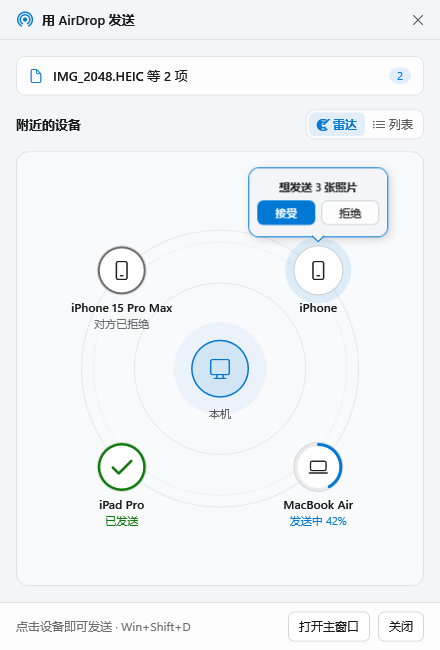 用 AirDrop 发送
IMG_2048.HEIC 等 2 项
2
附近的设备
雷达
列表
想发送 3 张照片
接受
拒绝
iPhone 15 Pro Max
对方已拒绝
iPhone
本机
iPad Pro
已发送
MacBook Air
发送中 42%
点击设备即可发送 · Win+Shift+D
打开主窗口
关闭